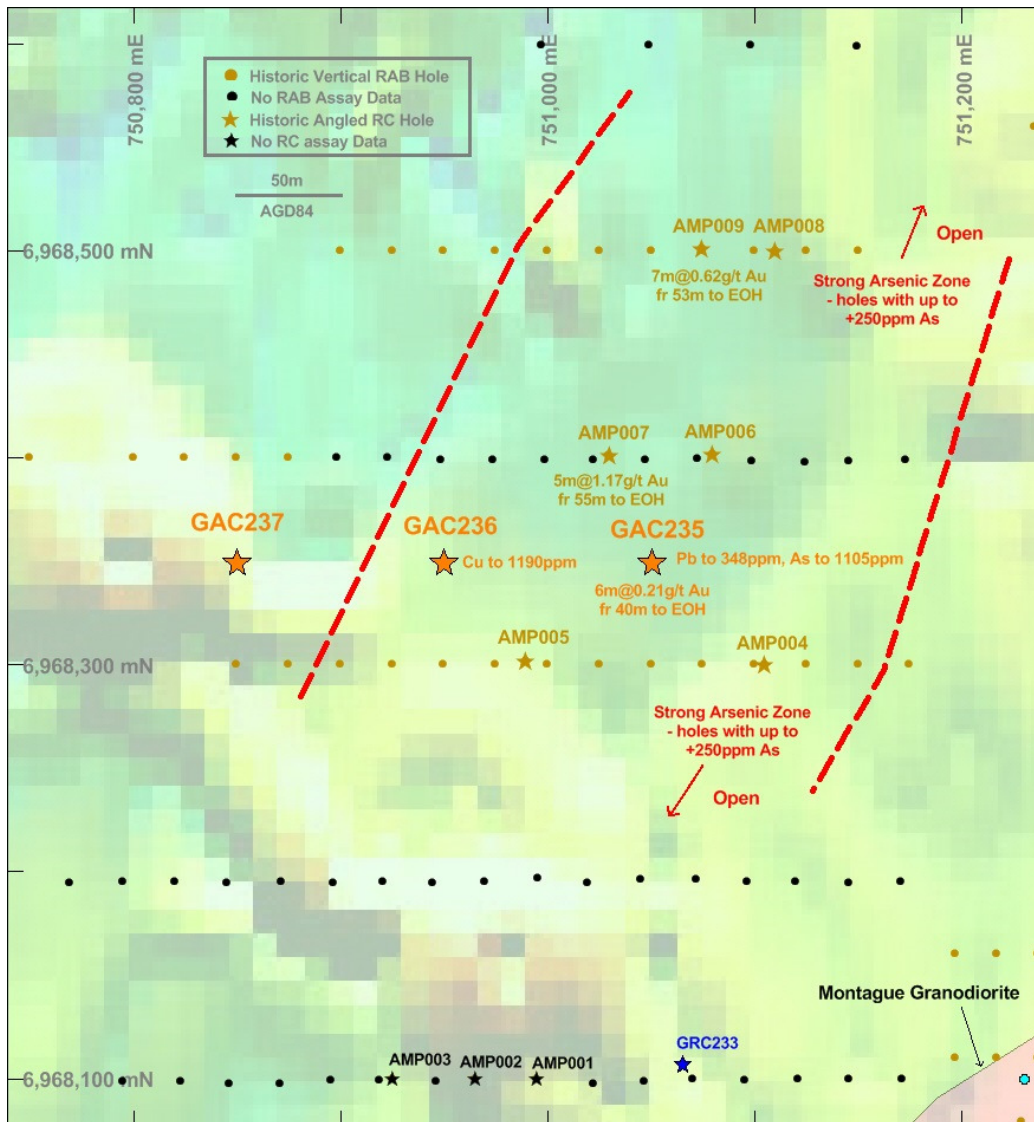 750,800 mE
751,000 mE
751,200 mE
Historic Vertical RAB Hole
No RAB Assay Data
Historic Angled RC Hole
No RC assay Data
50m
AGD84
6,968,500 mN
AMP009
AMP008
7m@0.62g/t Au
fr 53m to EOH
Open
Strong Arsenic Zone
- holes with up to
+250ppm As
AMP007
AMP006
5m@1.17g/t Au
fr 55m to EOH
GAC237
GAC236
GAC235
Cu to 1190ppm
Pb to 348ppm, As to 1105ppm
6m@0.21g/t Au
fr 40m to EOH
AMP005
AMP004
6,968,300 mN
Strong Arsenic Zone
- holes with up to
+250ppm As
Open
Montague Granodiorite
GRC233
AMP003
AMP002
AMP001
6,968,100 mN